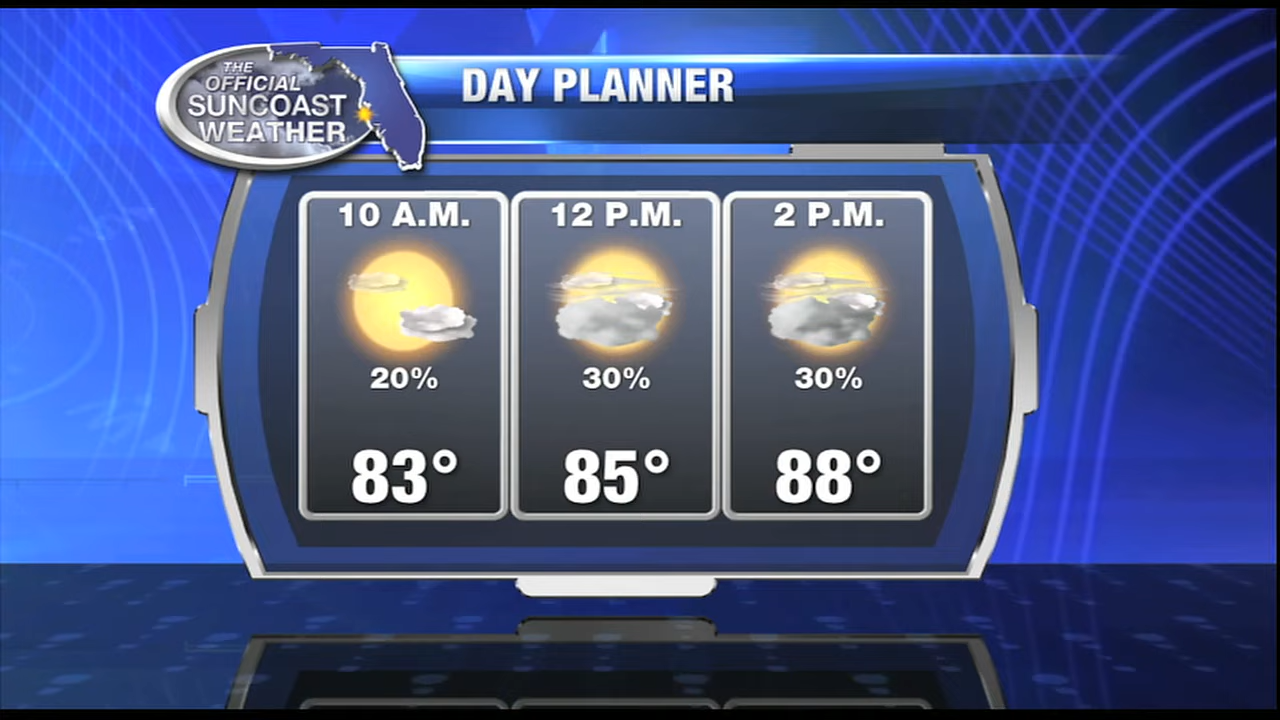 THE
OFFICIAL
SUNCOAST
WEATHER
DAY PLANNER
10 A.M.
20%
83°
12 P.M.
30%
85°
2 P.M.
30%
88°